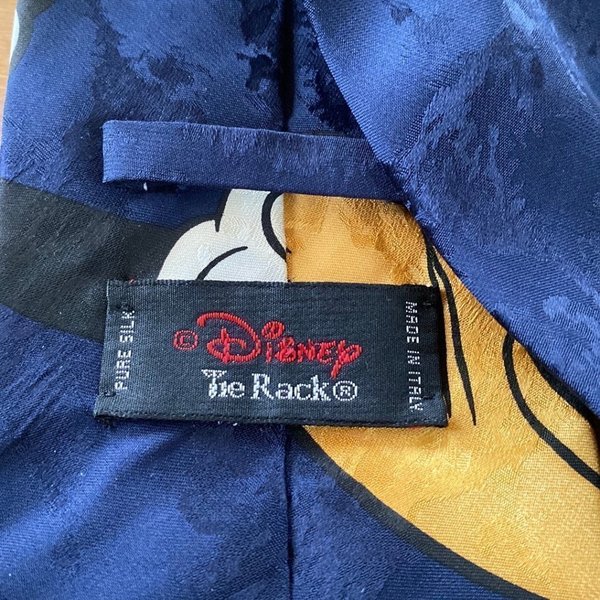 PURE SILK
© Disney
Tie Rack®
MADE IN ITALY